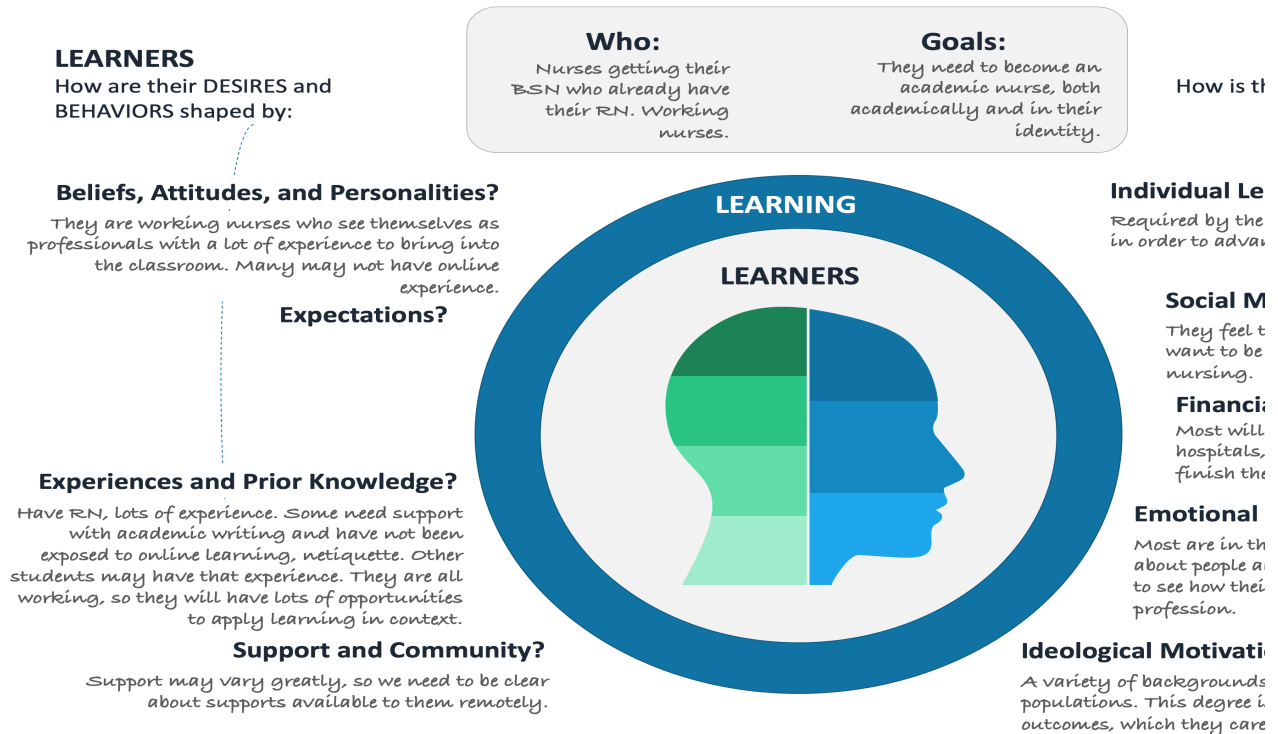 LEARNERS
How are their DESIRES and
BEHAVIORS shaped by:
Who:
Nurses getting their
BSN who already have
their RN. Working
nurses.
Goals:
They need to become an
academic nurse, both
academically and in their
identity.
Beliefs, Attitudes, and Personalities?
They are working nurses who see themselves as
professionals with a lot of experience to bring into
the classroom. Many may not have online
experience.
Expectations?
Experiences and Prior Knowledge?
Have RN, lots of experience. Some need support
with academic writing and have not been
exposed to online learning, netiquette. Other
students may have that experience. They are all
working, so they will have lots of opportunities
to apply learning in context.
Support and Community?
Support may vary greatly, so we need to be clear
about supports available to them remotely.
LEARNING
LEARNERS
How is th
Individual Le
Required by the
in order to advan
Social M
They feel t
want to be
nursing.
Financia
Most will
hospitals,
finish the
Emotional
Most are in th
about people a
to see how their
profession.
Ideological Motivati
A variety of backgrounds
populations. This degree i
outcomes, which they care